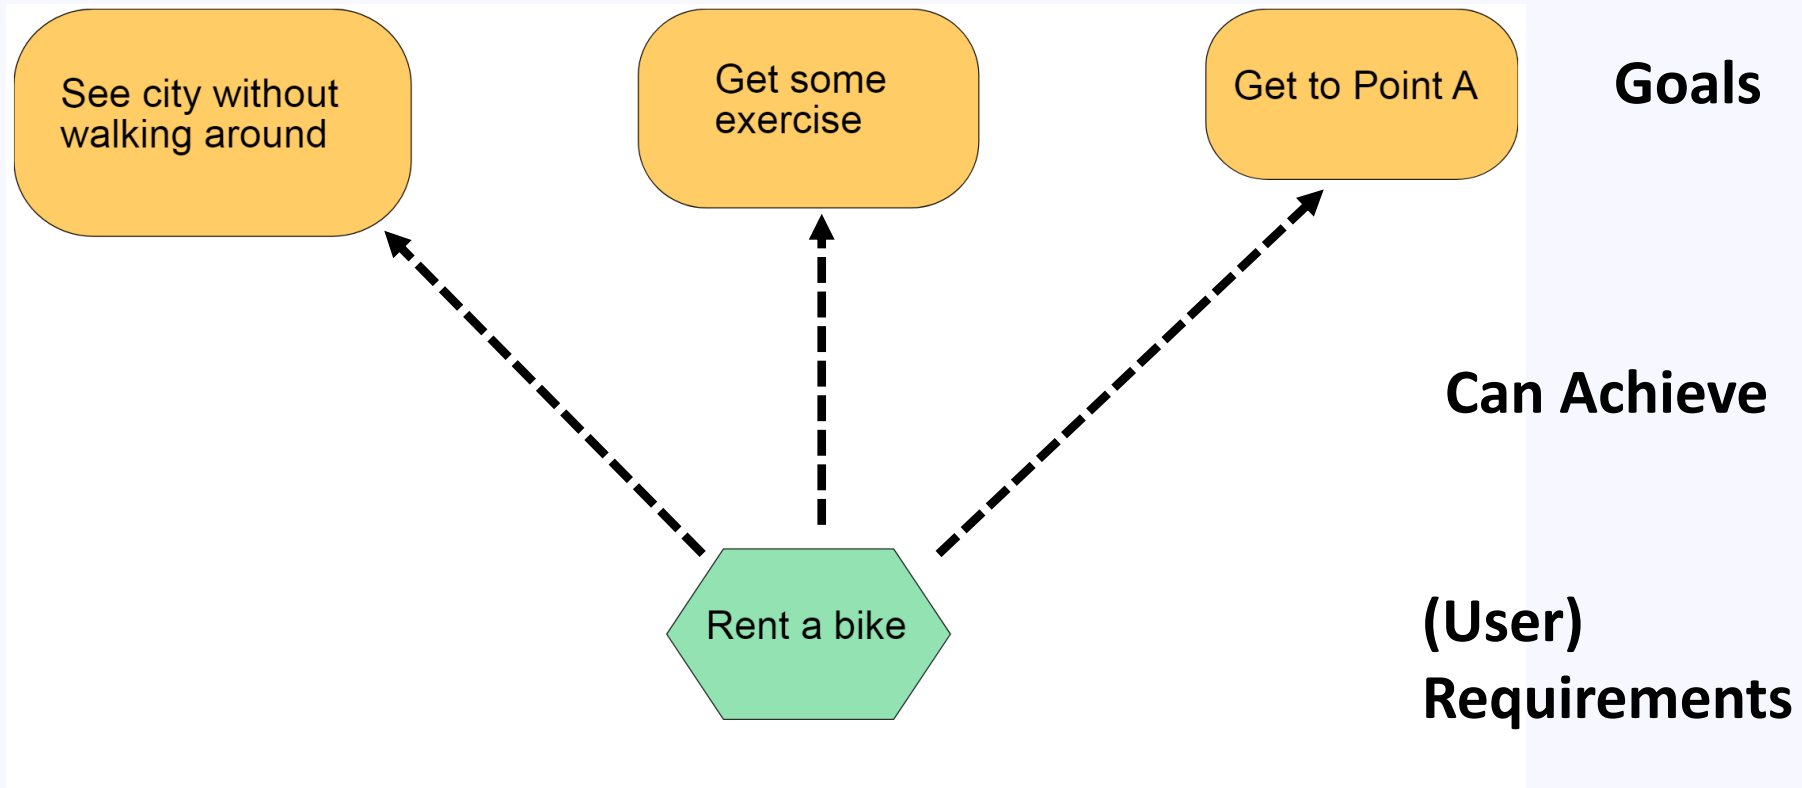 See city without
walking around
Get some
exercise
Get to Point A
Goals
Can Achieve
Rent a bike
(User)
Requirements